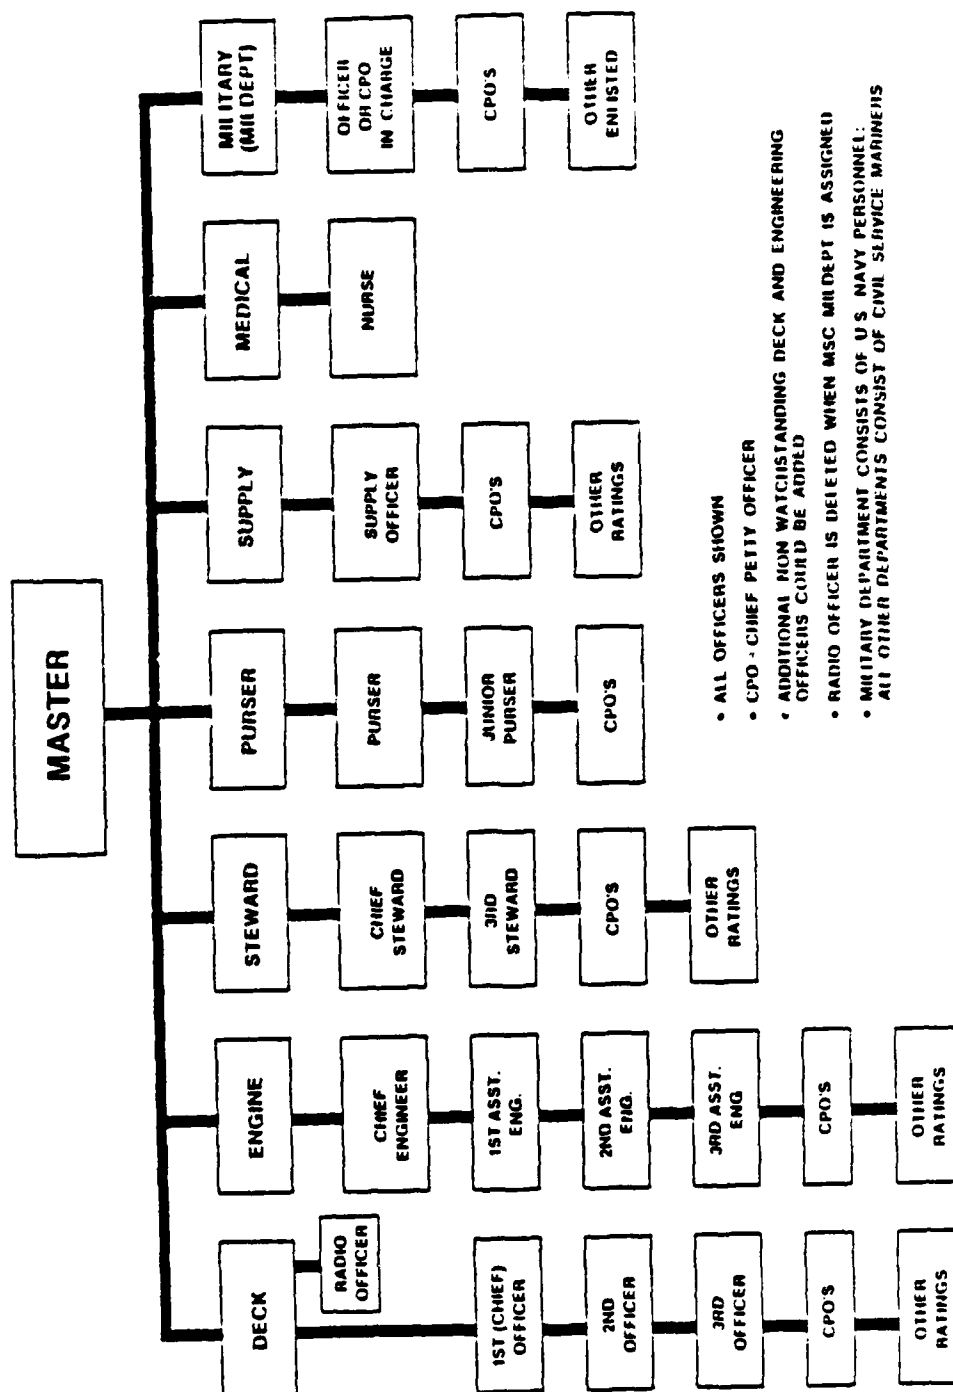 MASTER
DECK
RADIO
OFFICER
1ST (CHIEF)
OFFICER
2ND
OFFICER
3RD
OFFICER
CPO'S
OTHER
RATINGS
ENGINE
CHIEF
ENGINEER
1ST ASST.
ENG.
2ND ASST.
ENG.
3RD ASST.
ENG
CPO'S
OTHER
RATINGS
STEWARD
CHIEF
STEWARD
3RD
STEWARD
CPO'S
OTHER
RATINGS
PURSER
PURSER
JUNIOR
PURSER
CPO'S
SUPPLY
SUPPLY
OFFICER
CPO'S
OTHER
RATINGS
MEDICAL
NURSE
MILITARY
(MILDEPT)
OFFICER
OR CPO
IN CHARGE
CPO'S
OTHER
ENLISTED
• ALL OFFICERS SHOWN
• CPO - CHIEF PETTY OFFICER
• ADDITIONAL NON WATCHSTANDING DECK AND ENGINEERING
OFFICERS COULD BE ADDED
• RADIO OFFICER IS DELETED WHEN MSC MILDEPT IS ASSIGNED
• MILITARY DEPARTMENT CONSISTS OF U S NAVY PERSONNEL:
ALL OTHER DEPARTMENTS CONSIST OF CIVIL SERVICE MARINERS